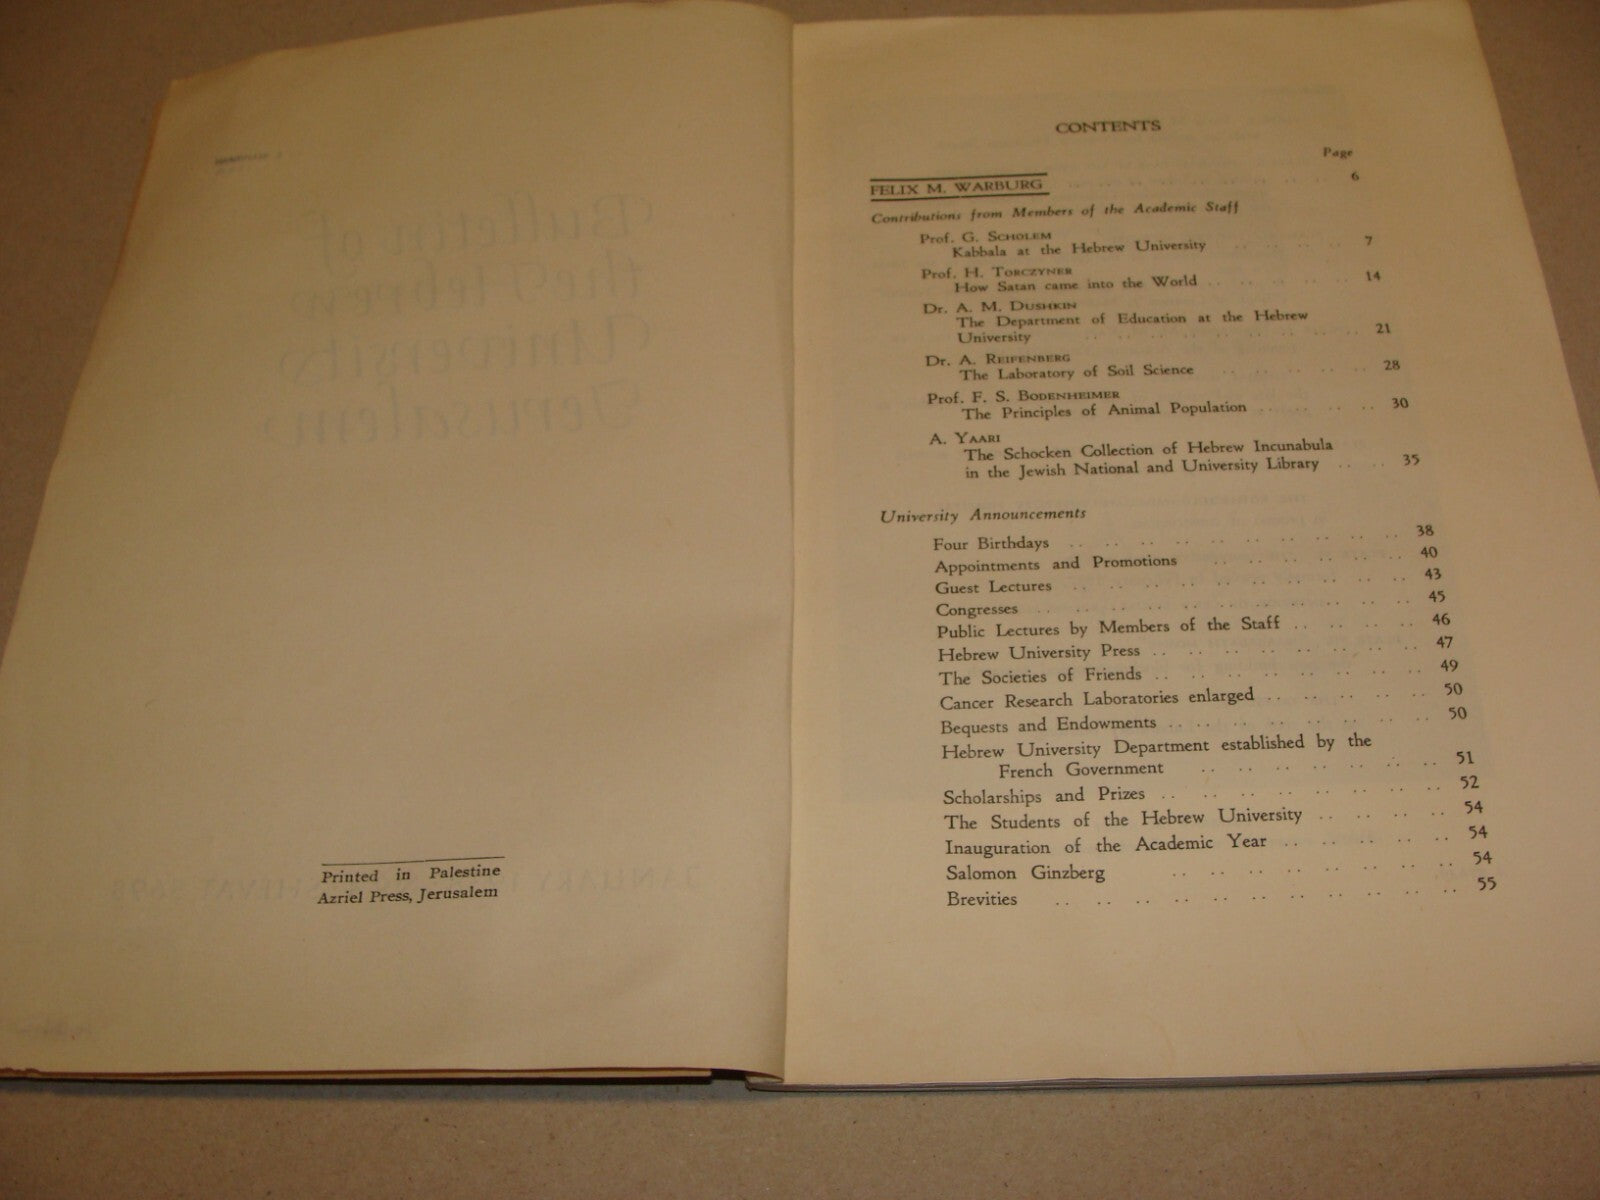 Printed in Palestine
Azriel Press, Jerusalem
CONTENTS
Page
FELIX M. WARBURG .. .. .. .. .. .. .. .. 6
Contributions from Members of the Academic Staff
Prof. G. SCHOLEM
Kabbala at the Hebrew University .. .. .. .. 7
Prof. H. TORCZYNER
How Satan came into the World .. .. .. .. .. 14
Dr. A. M. DUSHKIN
The Department of Education at the Hebrew
University .. .. .. .. .. .. .. .. 21
Dr. A. REIFENBERG
The Laboratory of Soil Science .. .. .. .. .. 28
Prof. F. S. BODENHEIMER
The Principles of Animal Population .. .. .. .. 30
A. YAARI
The Schocken Collection of Hebrew Incunabula
in the Jewish National and University Library .. .. 35
University Announcements
Four Birthdays .. .. .. .. .. .. .. .. .. .. 38
Appointments and Promotions .. .. .. .. .. .. 40
Guest Lectures .. .. .. .. .. .. .. .. .. .. 43
Congresses .. .. .. .. .. .. .. .. .. .. .. 45
Public Lectures by Members of the Staff .. .. .. .. 46
Hebrew University Press .. .. .. .. .. .. .. .. 47
The Societies of Friends .. .. .. .. .. .. .. .. 49
Cancer Research Laboratories enlarged .. .. .. .. .. 50
Bequests and Endowments .. .. .. .. .. .. .. .. 50
Hebrew University Department established by the
French Government .. .. .. .. .. .. .. 51
Scholarships and Prizes .. .. .. .. .. .. .. .. 52
The Students of the Hebrew University .. .. .. .. 54
Inauguration of the Academic Year .. .. .. .. .. 54
Salomon Ginzberg .. .. .. .. .. .. .. .. 54
Brevities .. .. .. .. .. .. .. .. .. .. .. 55